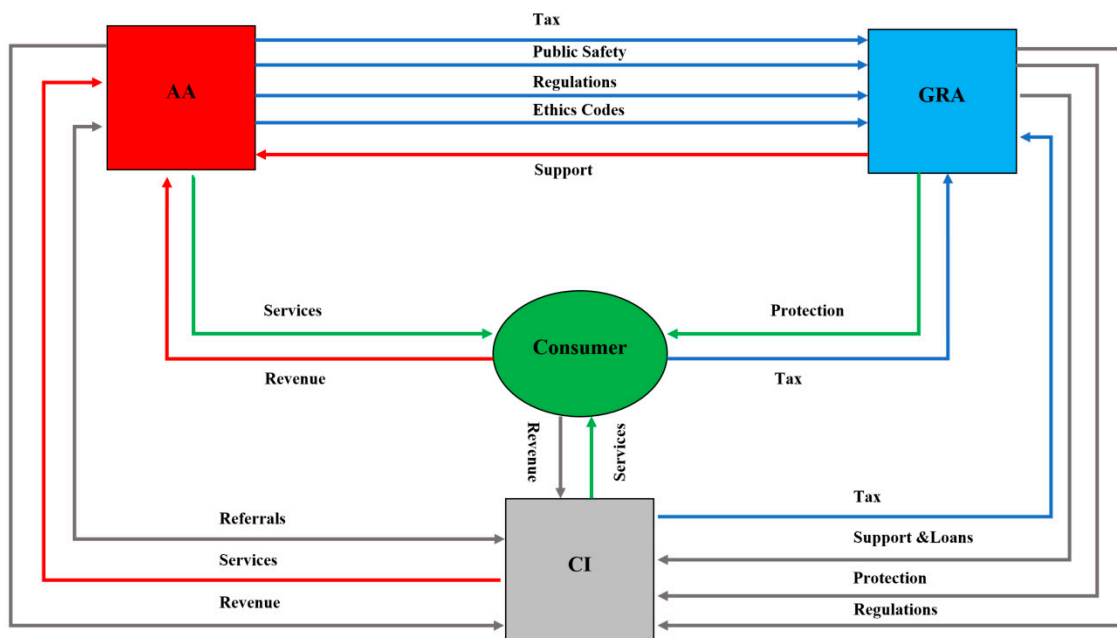 Tax
Public Safety
AA
Regulations
GRA
Ethics Codes
Support
Services
Protection
Consumer
Revenue
Tax
Revenue
Services
Tax
Referrals
Support &Loans
Services
CI
Protection
Revenue
Regulations